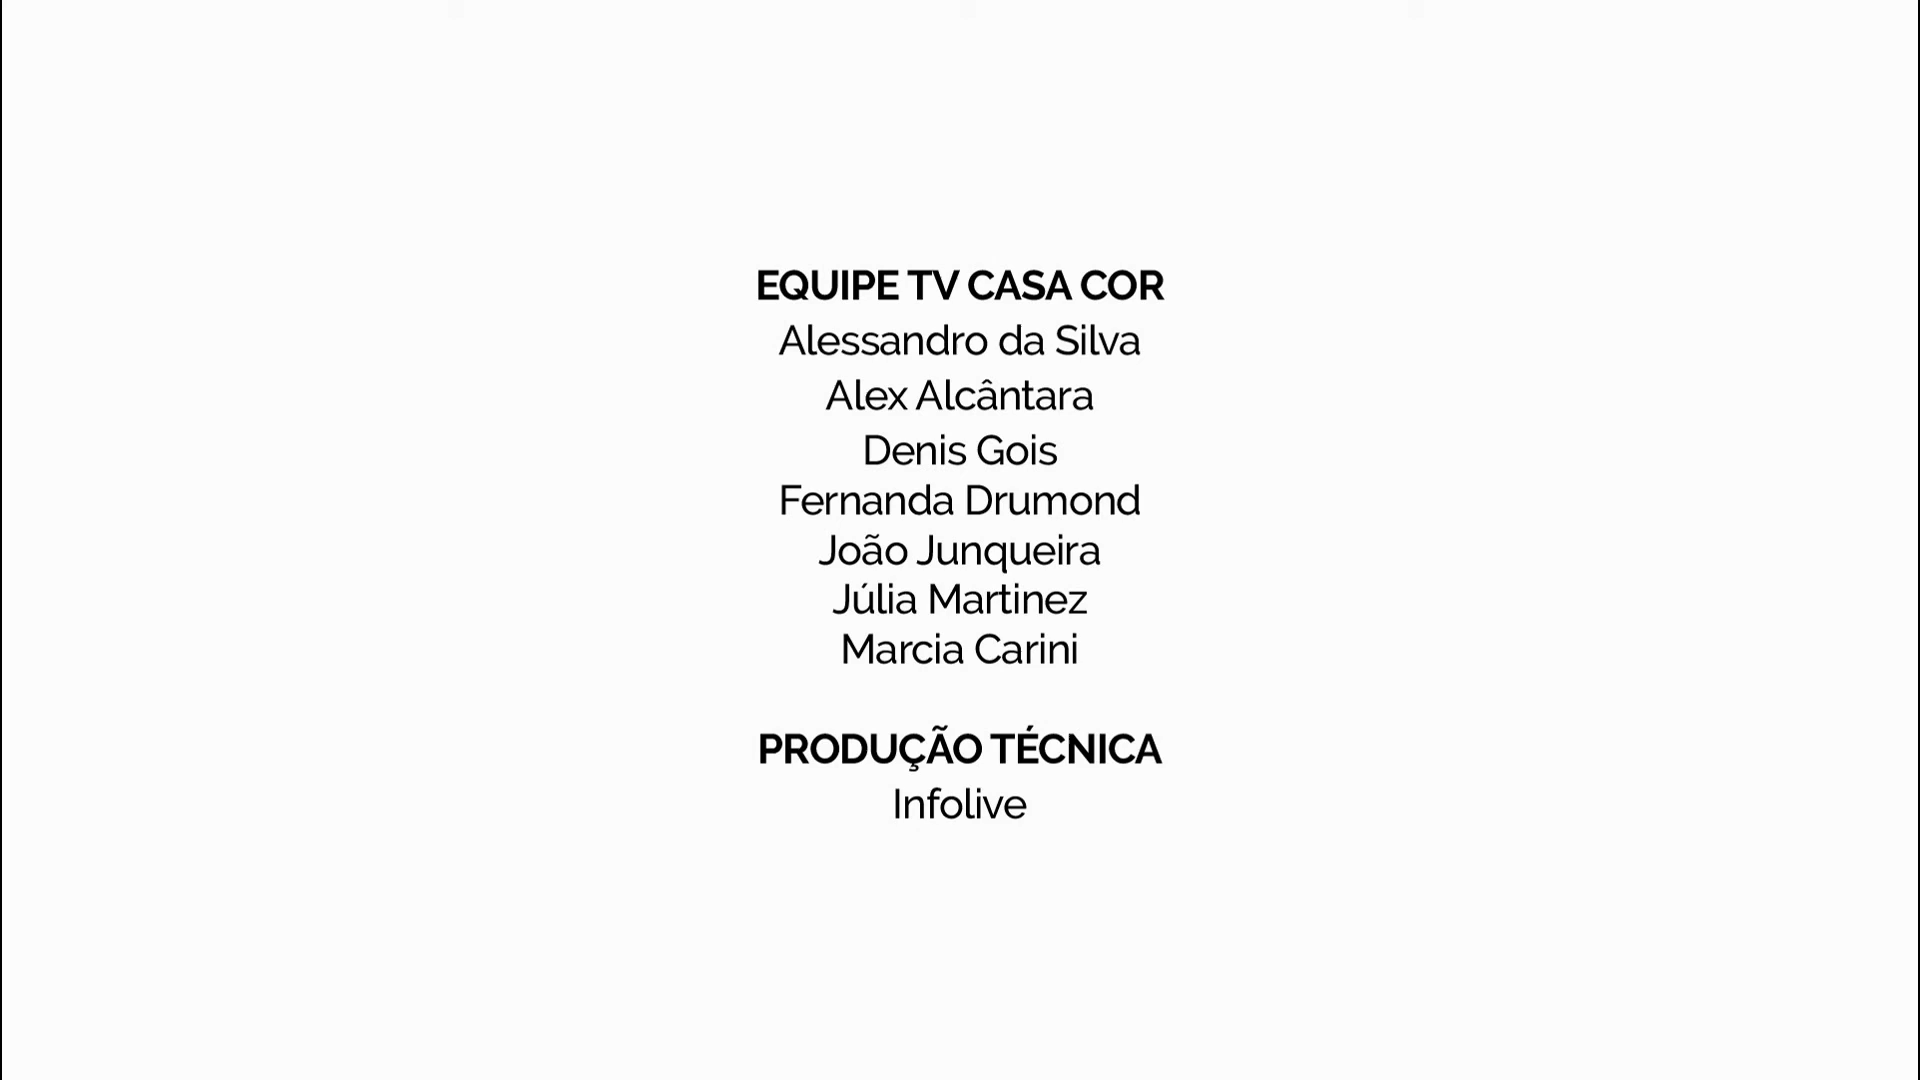 EQUIPE TV CASA COR
Alessandro da Silva
Alex Alcântara
Denis Gois
Fernanda Drumond
João Junqueira
Júlia Martinez
Marcia Carini
PRODUÇÃO TÉCNICA
Infolive